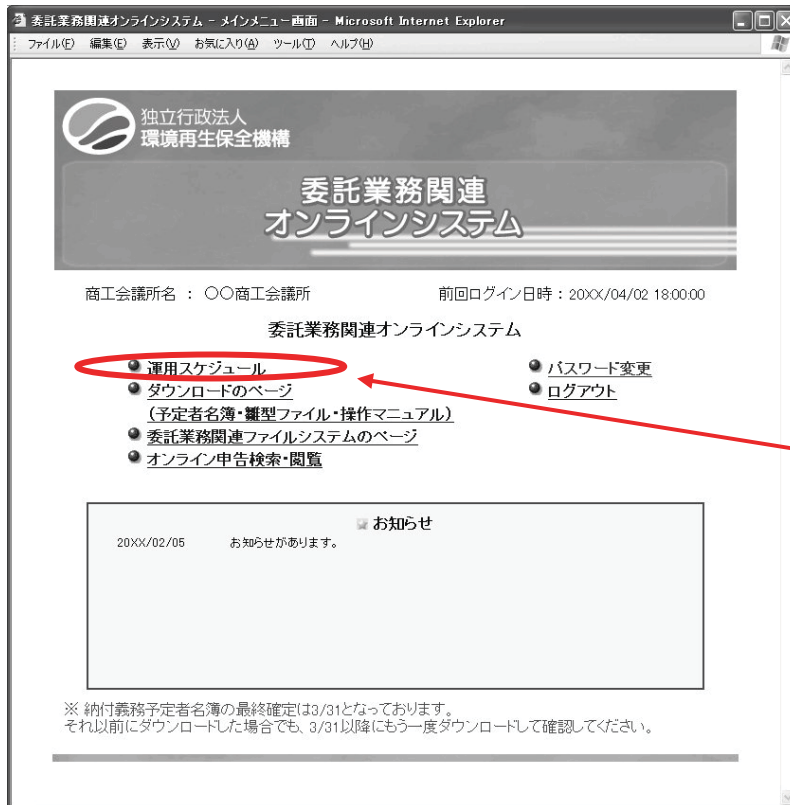 委託業務関連オンラインシステム - メインメニュー画面 - Microsoft Internet Explorer
ファイル(F) 編集(E) 表示(V) お気に入り(A) ツール(T) ヘルプ(H)
独立行政法人
環境再生保全機構
委託業務関連
オンラインシステム
商工会議所名 : 〇〇商工会議所 前回ログイン日時:20XX/04/02 18:00:00
委託業務関連オンラインシステム
運用スケジュール パスワード変更
ダウンロードのページ ログアウト
(予定者名簿・雛型ファイル・操作マニュアル)
委託業務関連ファイルシステムのページ
オンライン申告検索・閲覧
お知らせ
20XX/02/05 お知らせがあります。
※ 納付義務予定者名簿の最終確定は3/31となっております。
それ以前にダウンロードした場合でも、3/31以降にもう一度ダウンロードして確認してください。